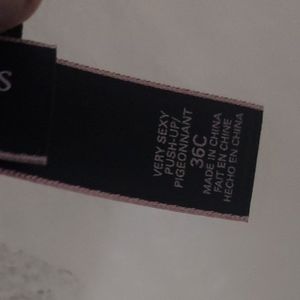 S
VERY SEXY
PUSH-UP/
PIGEONNANT
36C
MADE IN CHINA
FAIT EN CHINE
HECHO EN CHINA